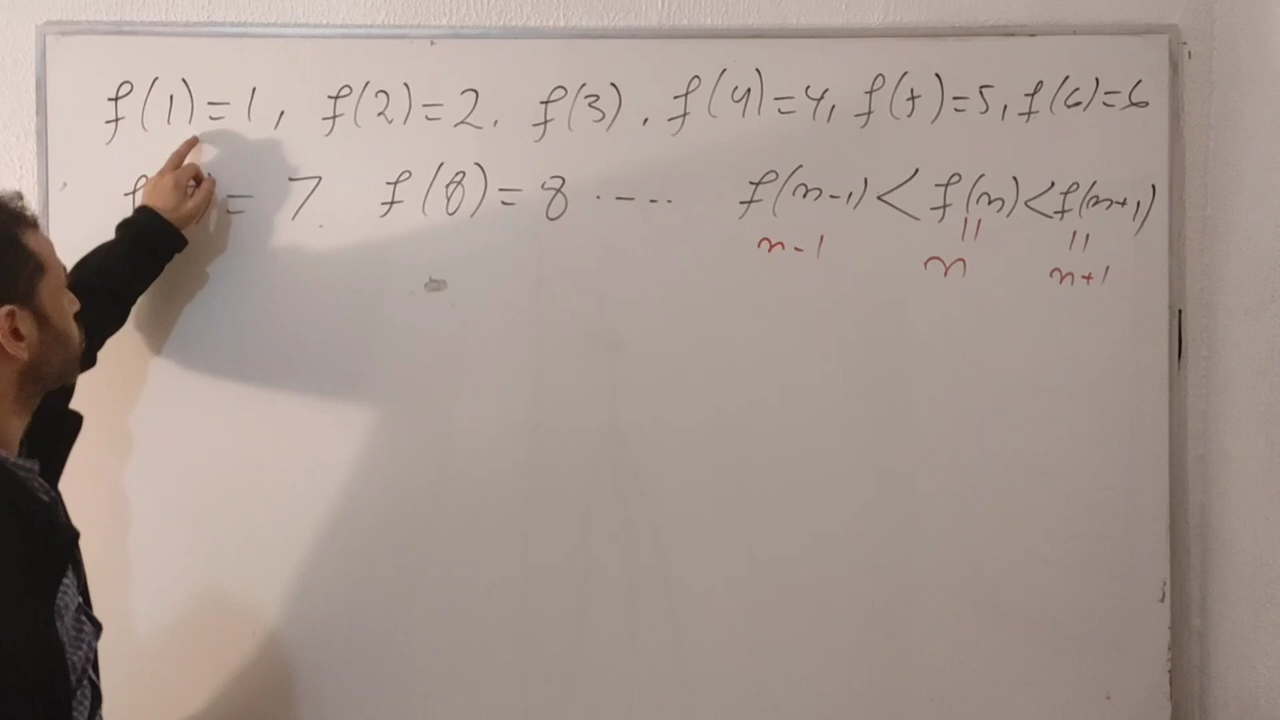 f(1)=1, f(2)=2. f(3), f(4)=4, f(5)=5, f(6)=6
f( )=7 f(8)=8 .---- f(n-1)<f(n)<f(n+1)
n-1 || n || n+1